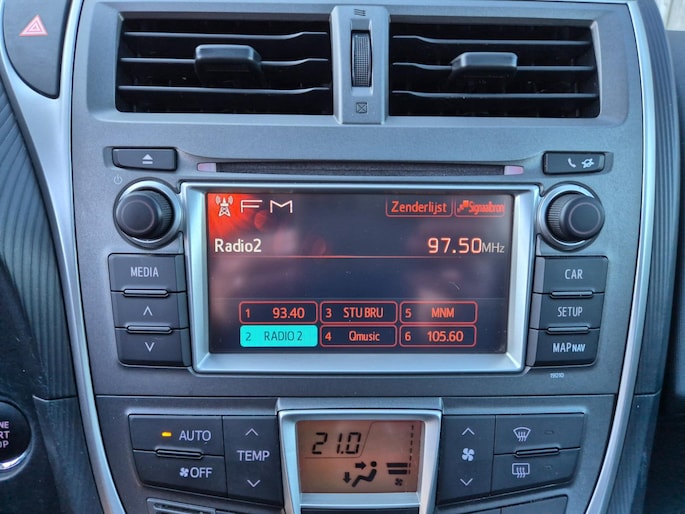 FM
Zenderlijst
Signaalbron
Radio2
97.50MHz
1 93.40
3 STU BRU
5 MNM
2 RADIO 2
4 Qmusic
6 105.60
MEDIA
CAR
SETUP
MAP NAV
AUTO
OFF
TEMP
21.0